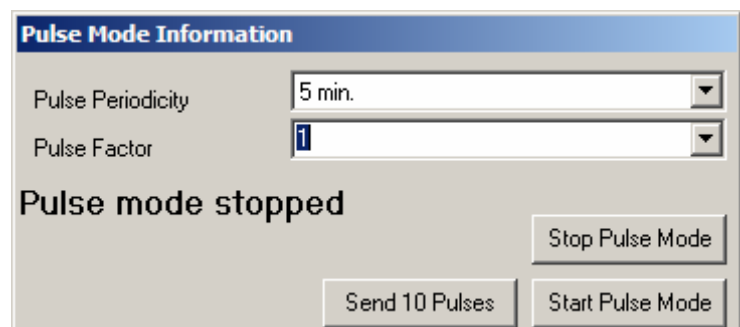 Pulse Mode Information
Pulse Periodicity 5 min.
Pulse Factor 1
Pulse mode stopped
Stop Pulse Mode
Send 10 Pulses Start Pulse Mode